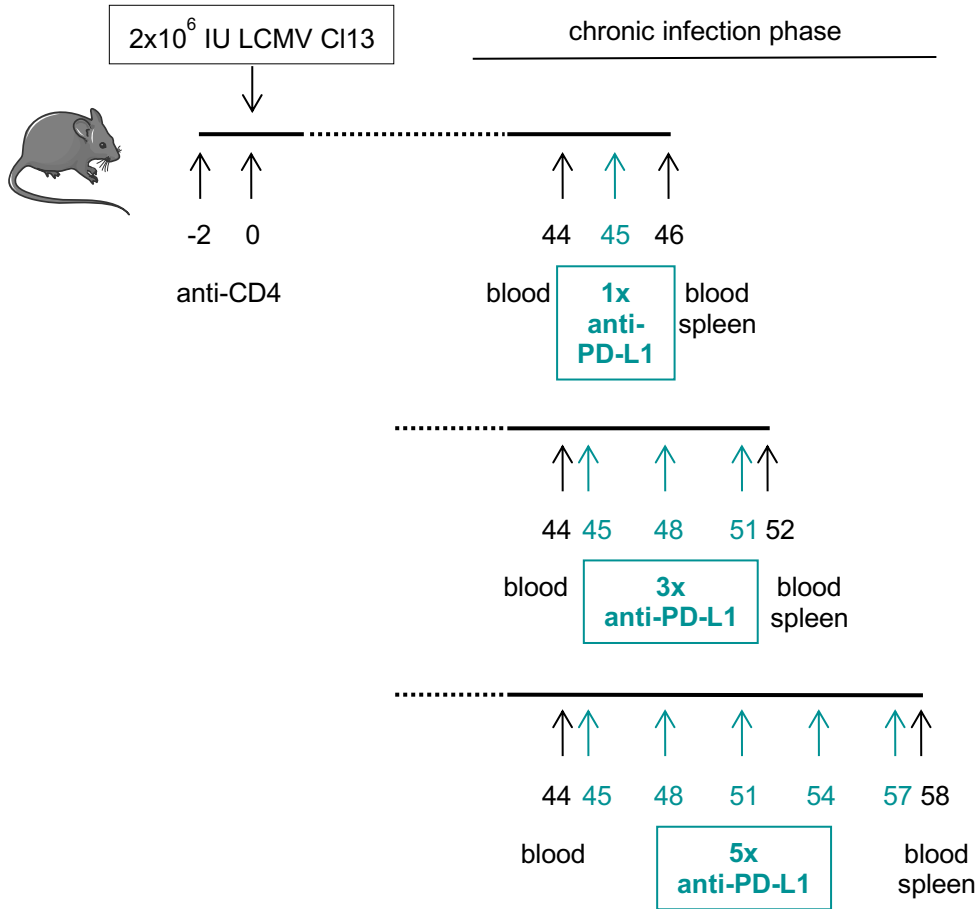 2x10⁶ IU LCMV Cl13
chronic infection phase
-2 0 44 45 46
anti-CD4
blood
1x
anti-
PD-L1
blood
spleen
44 45 48 51 52
blood
3x
anti-PD-L1
blood
spleen
44 45 48 51 54 57 58
blood
5x
anti-PD-L1
blood
spleen